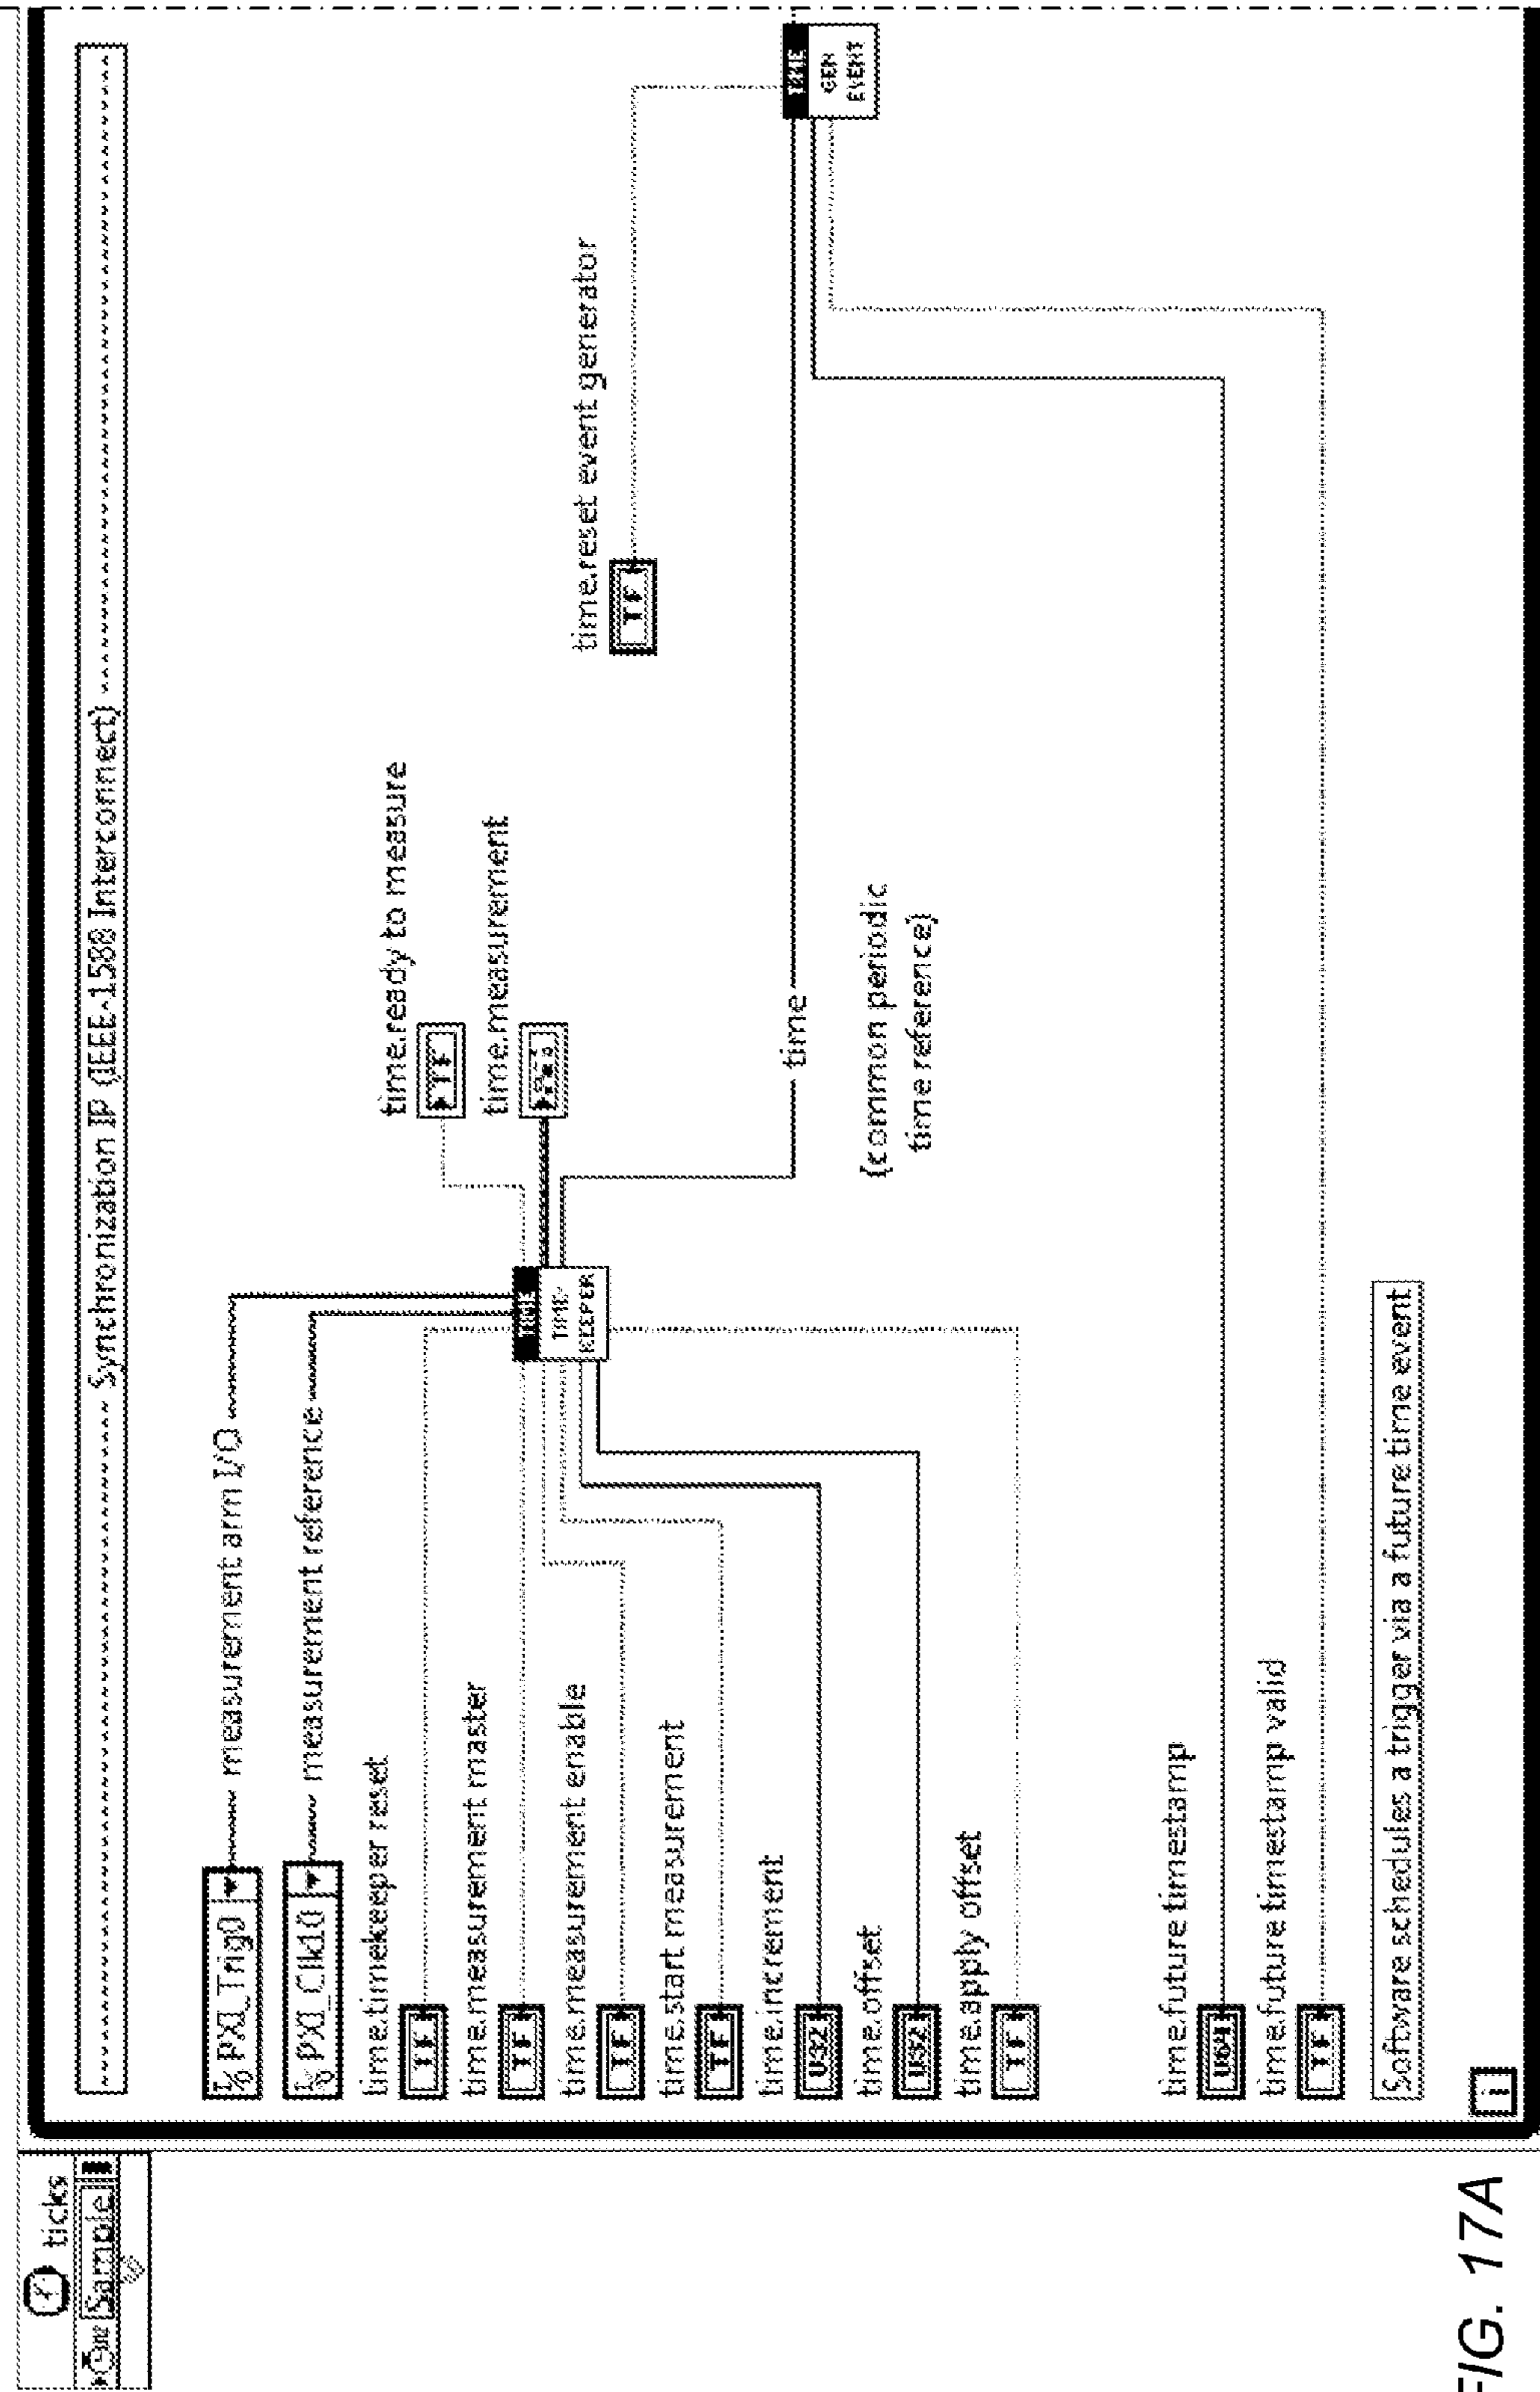 ticks
Sample
Synchronization IP (IEEE-1588 Interconnect)
PXI_Trig0
measurement arm I/O
PXI_Clk10
measurement reference
time.timekeeper reset
TF
time.measurement master
TF
time.measurement enable
TF
time.start measurement
TF
time.increment
U32
time.offset
U32
time.apply offset
TF
TIME
TIME-
KEEPER
time.ready to measure
TF
time.measurement
time
(common periodic
time reference)
time.reset event generator
TF
TIME
GEN
EVENT
time.future timestamp
U64
time.future timestamp valid
TF
Software schedules a trigger via a future time event
i
FIG. 17A